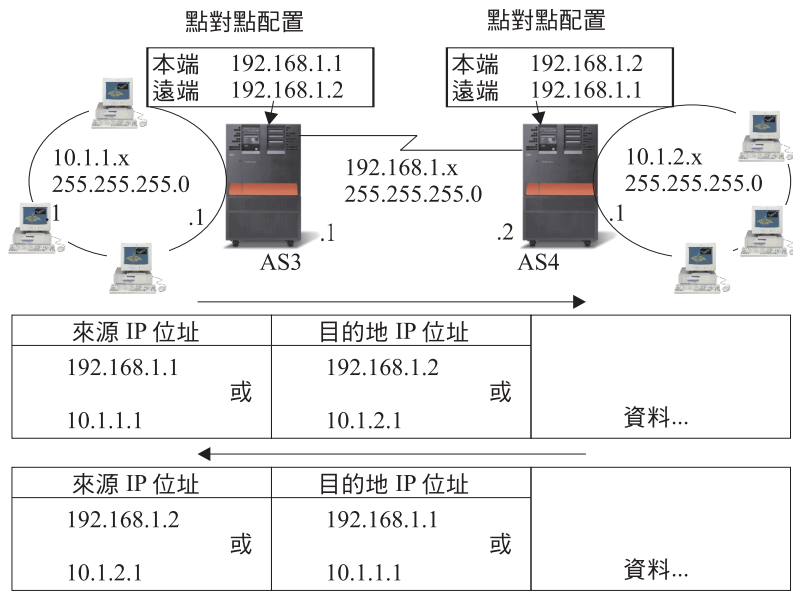 點對點配置
點對點配置
本端 192.168.1.1
遠端 192.168.1.2
本端 192.168.1.2
遠端 192.168.1.1
10.1.1.x
255.255.255.0
.1
.1
.1
AS3
192.168.1.x
255.255.255.0
.2
AS4
10.1.2.x
255.255.255.0
.1
來源 IP 位址
目的地 IP 位址
192.168.1.1
或
10.1.1.1
192.168.1.2
或
10.1.2.1
資料...
來源 IP 位址
目的地 IP 位址
192.168.1.2
或
10.1.2.1
192.168.1.1
或
10.1.1.1
資料...